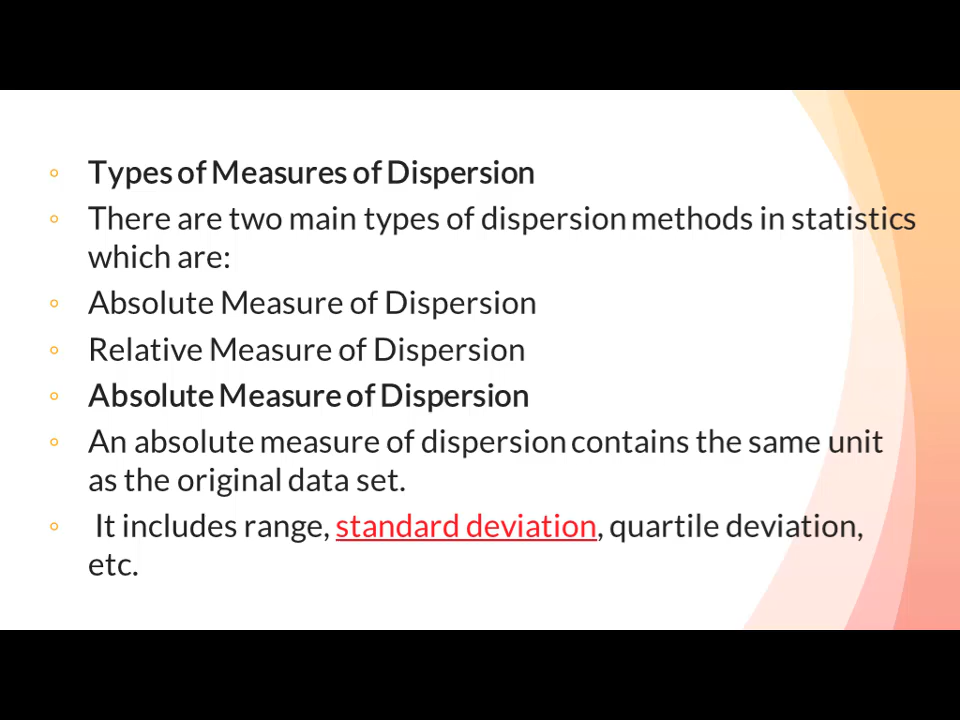 Types of Measures of Dispersion
There are two main types of dispersion methods in statistics
which are:
Absolute Measure of Dispersion
Relative Measure of Dispersion
Absolute Measure of Dispersion
An absolute measure of dispersion contains the same unit
as the original data set.
It includes range, standard deviation, quartile deviation,
etc.